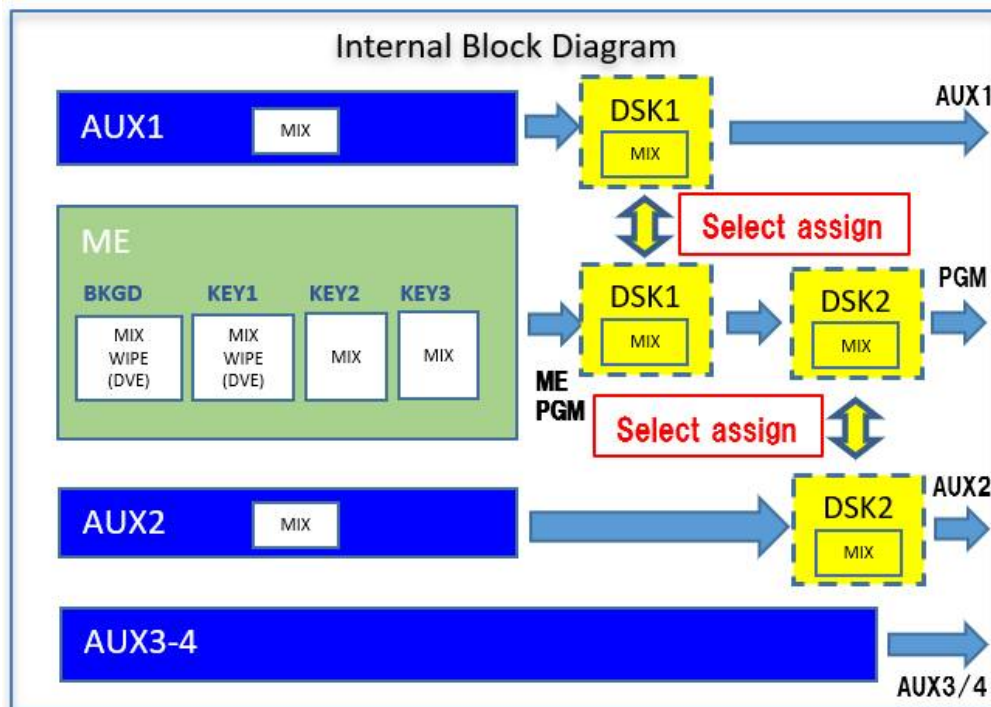 Internal Block Diagram
AUX1
MIX
DSK1
MIX
AUX1
Select assign
ME
BKGD
KEY1
KEY2
KEY3
MIX
WIPE
(DVE)
MIX
WIPE
(DVE)
MIX
MIX
ME
PGM
DSK1
MIX
DSK2
MIX
PGM
Select assign
AUX2
MIX
DSK2
MIX
AUX2
AUX3-4
AUX3/4